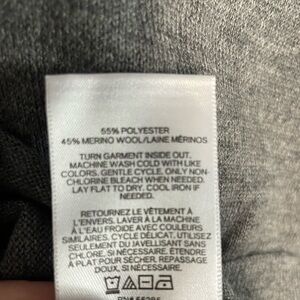 55% POLYESTER
45% MERINO WOOL/LAINE MÉRINOS
TURN GARMENT INSIDE OUT.
MACHINE WASH COLD WITH LIKE
COLORS. GENTLE CYCLE. ONLY NON-
CHLORINE BLEACH WHEN NEEDED.
LAY FLAT TO DRY. COOL IRON IF
NEEDED.
RETOURNEZ LE VÊTEMENT À
L'ENVERS. LAVER À LA MACHINE
À L'EAU FROIDE AVEC COULEURS
SIMILAIRES. CYCLE DÉLICAT. UTILISEZ
SEULEMENT DU JAVELLISANT SANS
CHLORE, SI NÉCESSAIRE. ÉTENDRE
À PLAT POUR SÉCHER. REPASSAGE
DOUX, SI NÉCESSAIRE.